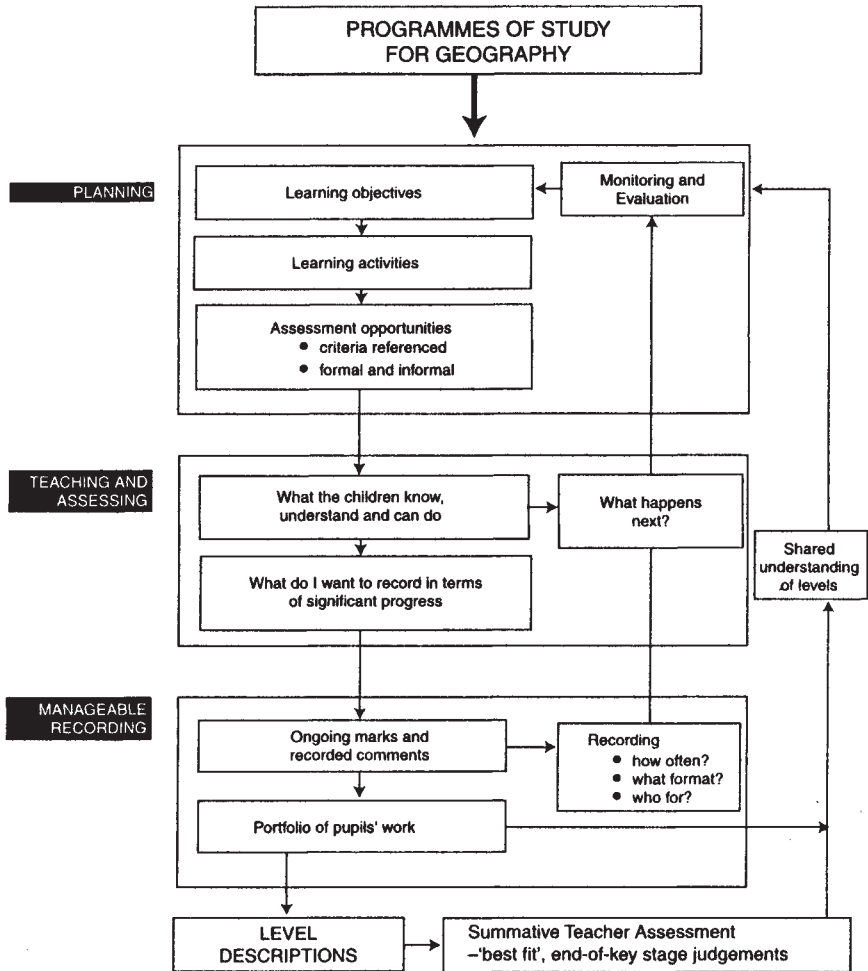 PROGRAMMES OF STUDY
FOR GEOGRAPHY
PLANNING
Learning objectives
Monitoring and
Evaluation
Learning activities
Assessment opportunities
• criteria referenced
• formal and informal
TEACHING AND
ASSESSING
What the children know,
understand and can do
What happens
next?
What do I want to record in terms
of significant progress
Shared
understanding
of levels
MANAGEABLE
RECORDING
Ongoing marks and
recorded comments
Recording
• how often?
• what format?
• who for?
Portfolio of pupils' work
LEVEL
DESCRIPTIONS
Summative Teacher Assessment
–'best fit', end-of-key stage judgements